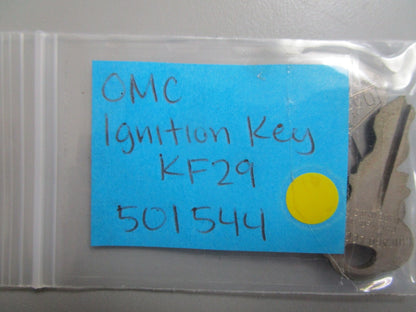 OMC
Ignition Key
KF29
501544